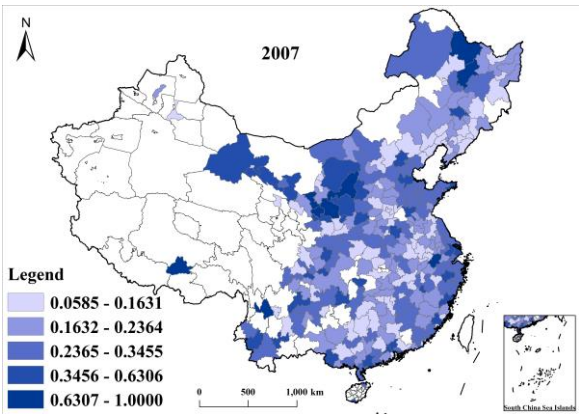 N
2007
Legend
0.0585 - 0.1631
0.1632 - 0.2364
0.2365 - 0.3455
0.3456 - 0.6306
0.6307 - 1.0000
0 500 1,000 km
South China Sea Islands